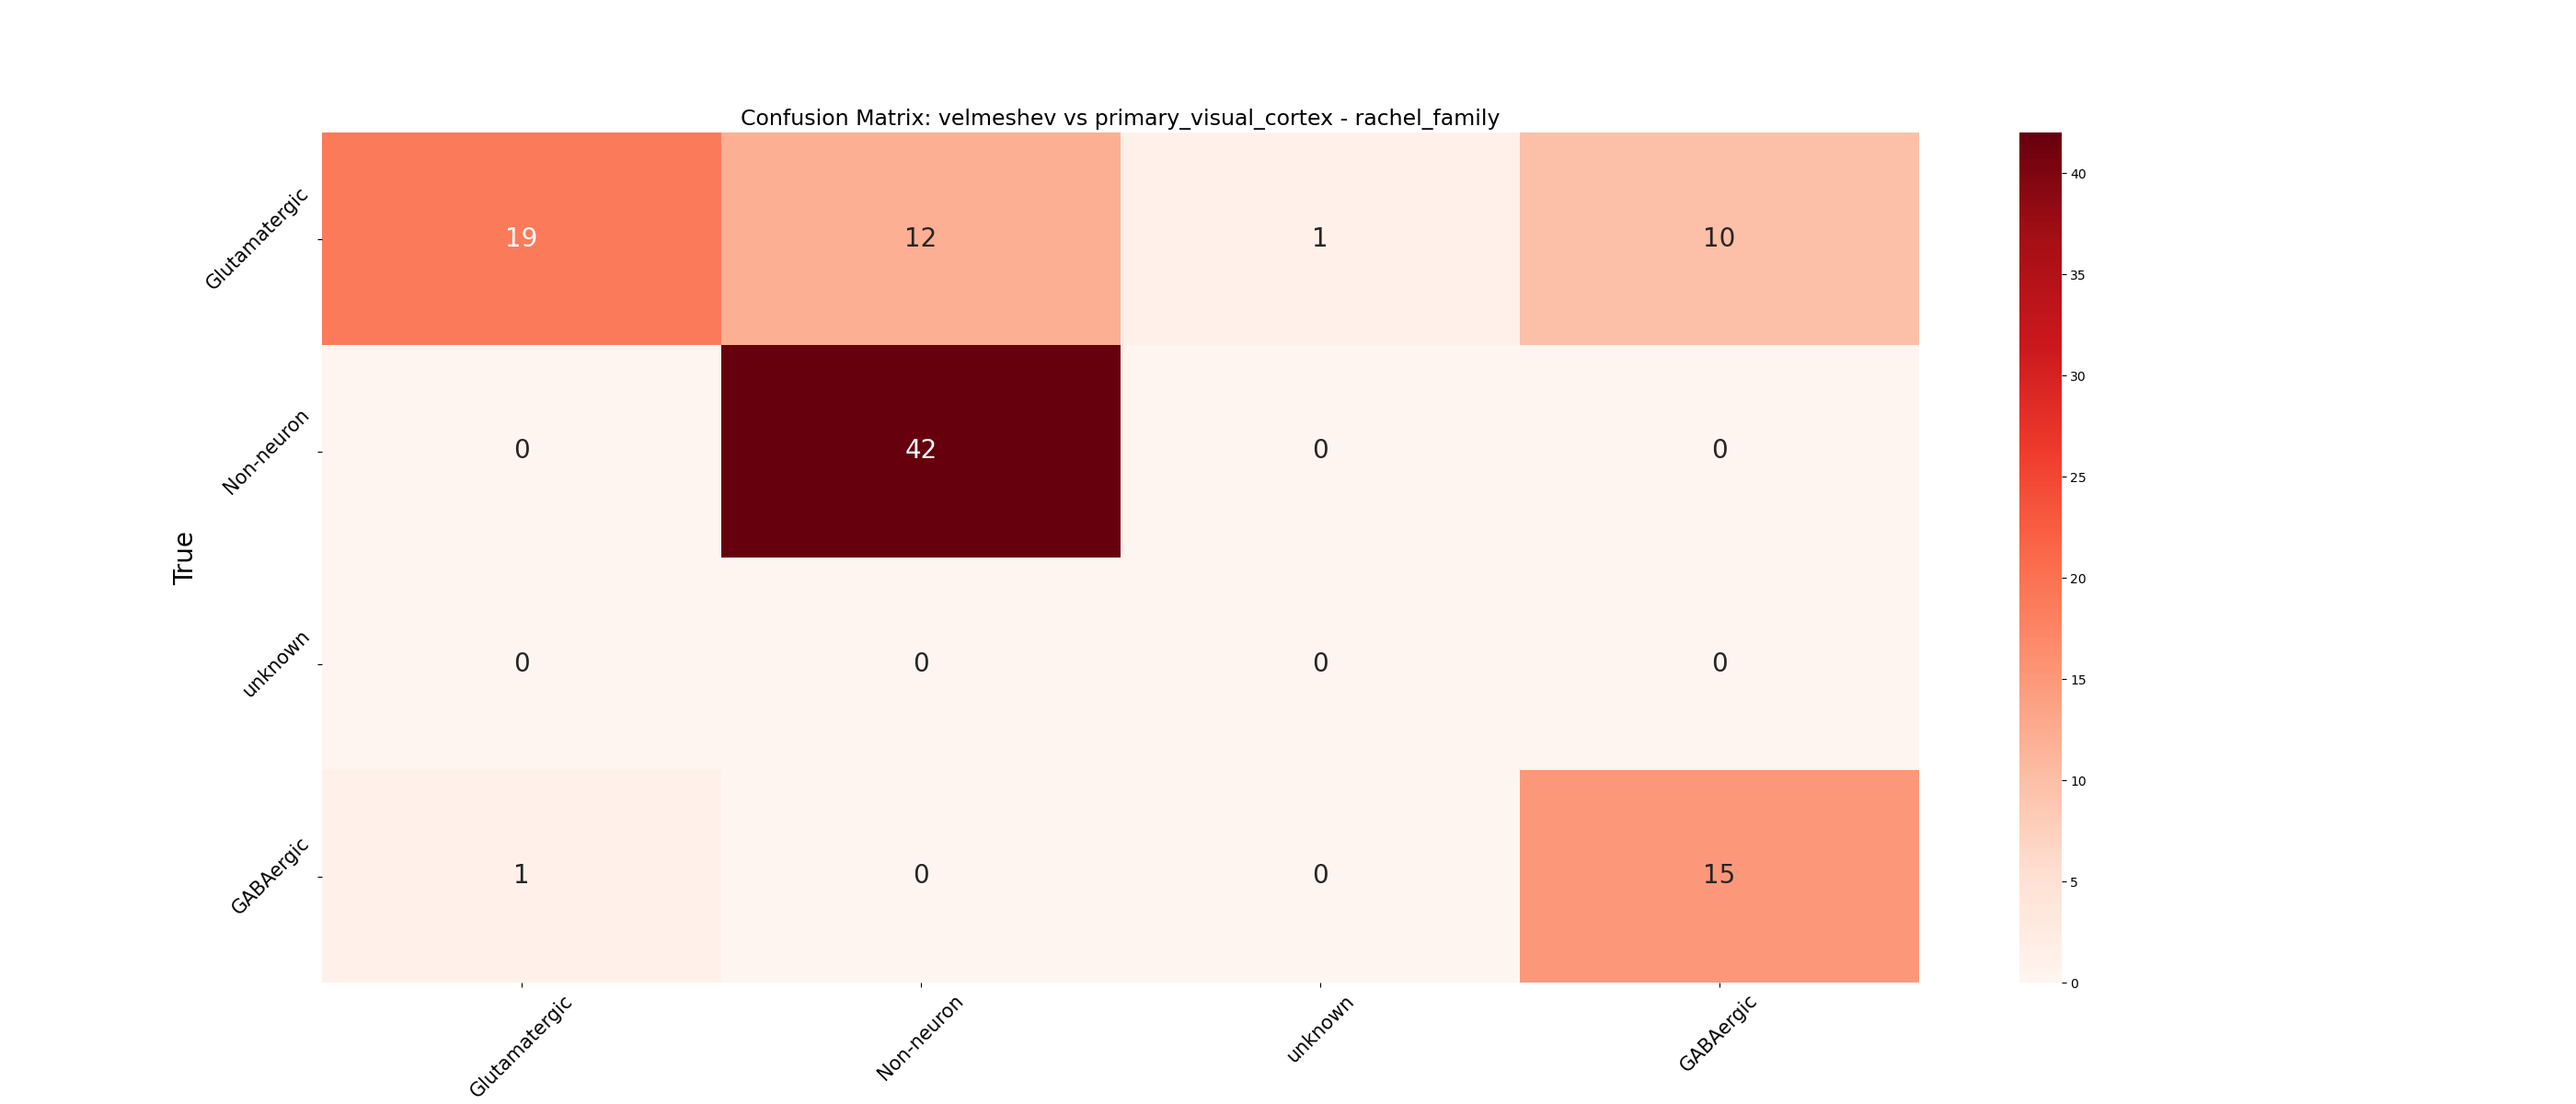 Confusion Matrix: velmeshev vs primary_visual_cortex - rachel_family
True
Glutamatergic
19
12
1
10
Non-neuron
0
42
0
0
unknown
0
0
0
0
GABAergic
1
0
0
15
Glutamatergic
Non-neuron
unknown
GABAergic
40
35
30
25
20
15
10
5
0